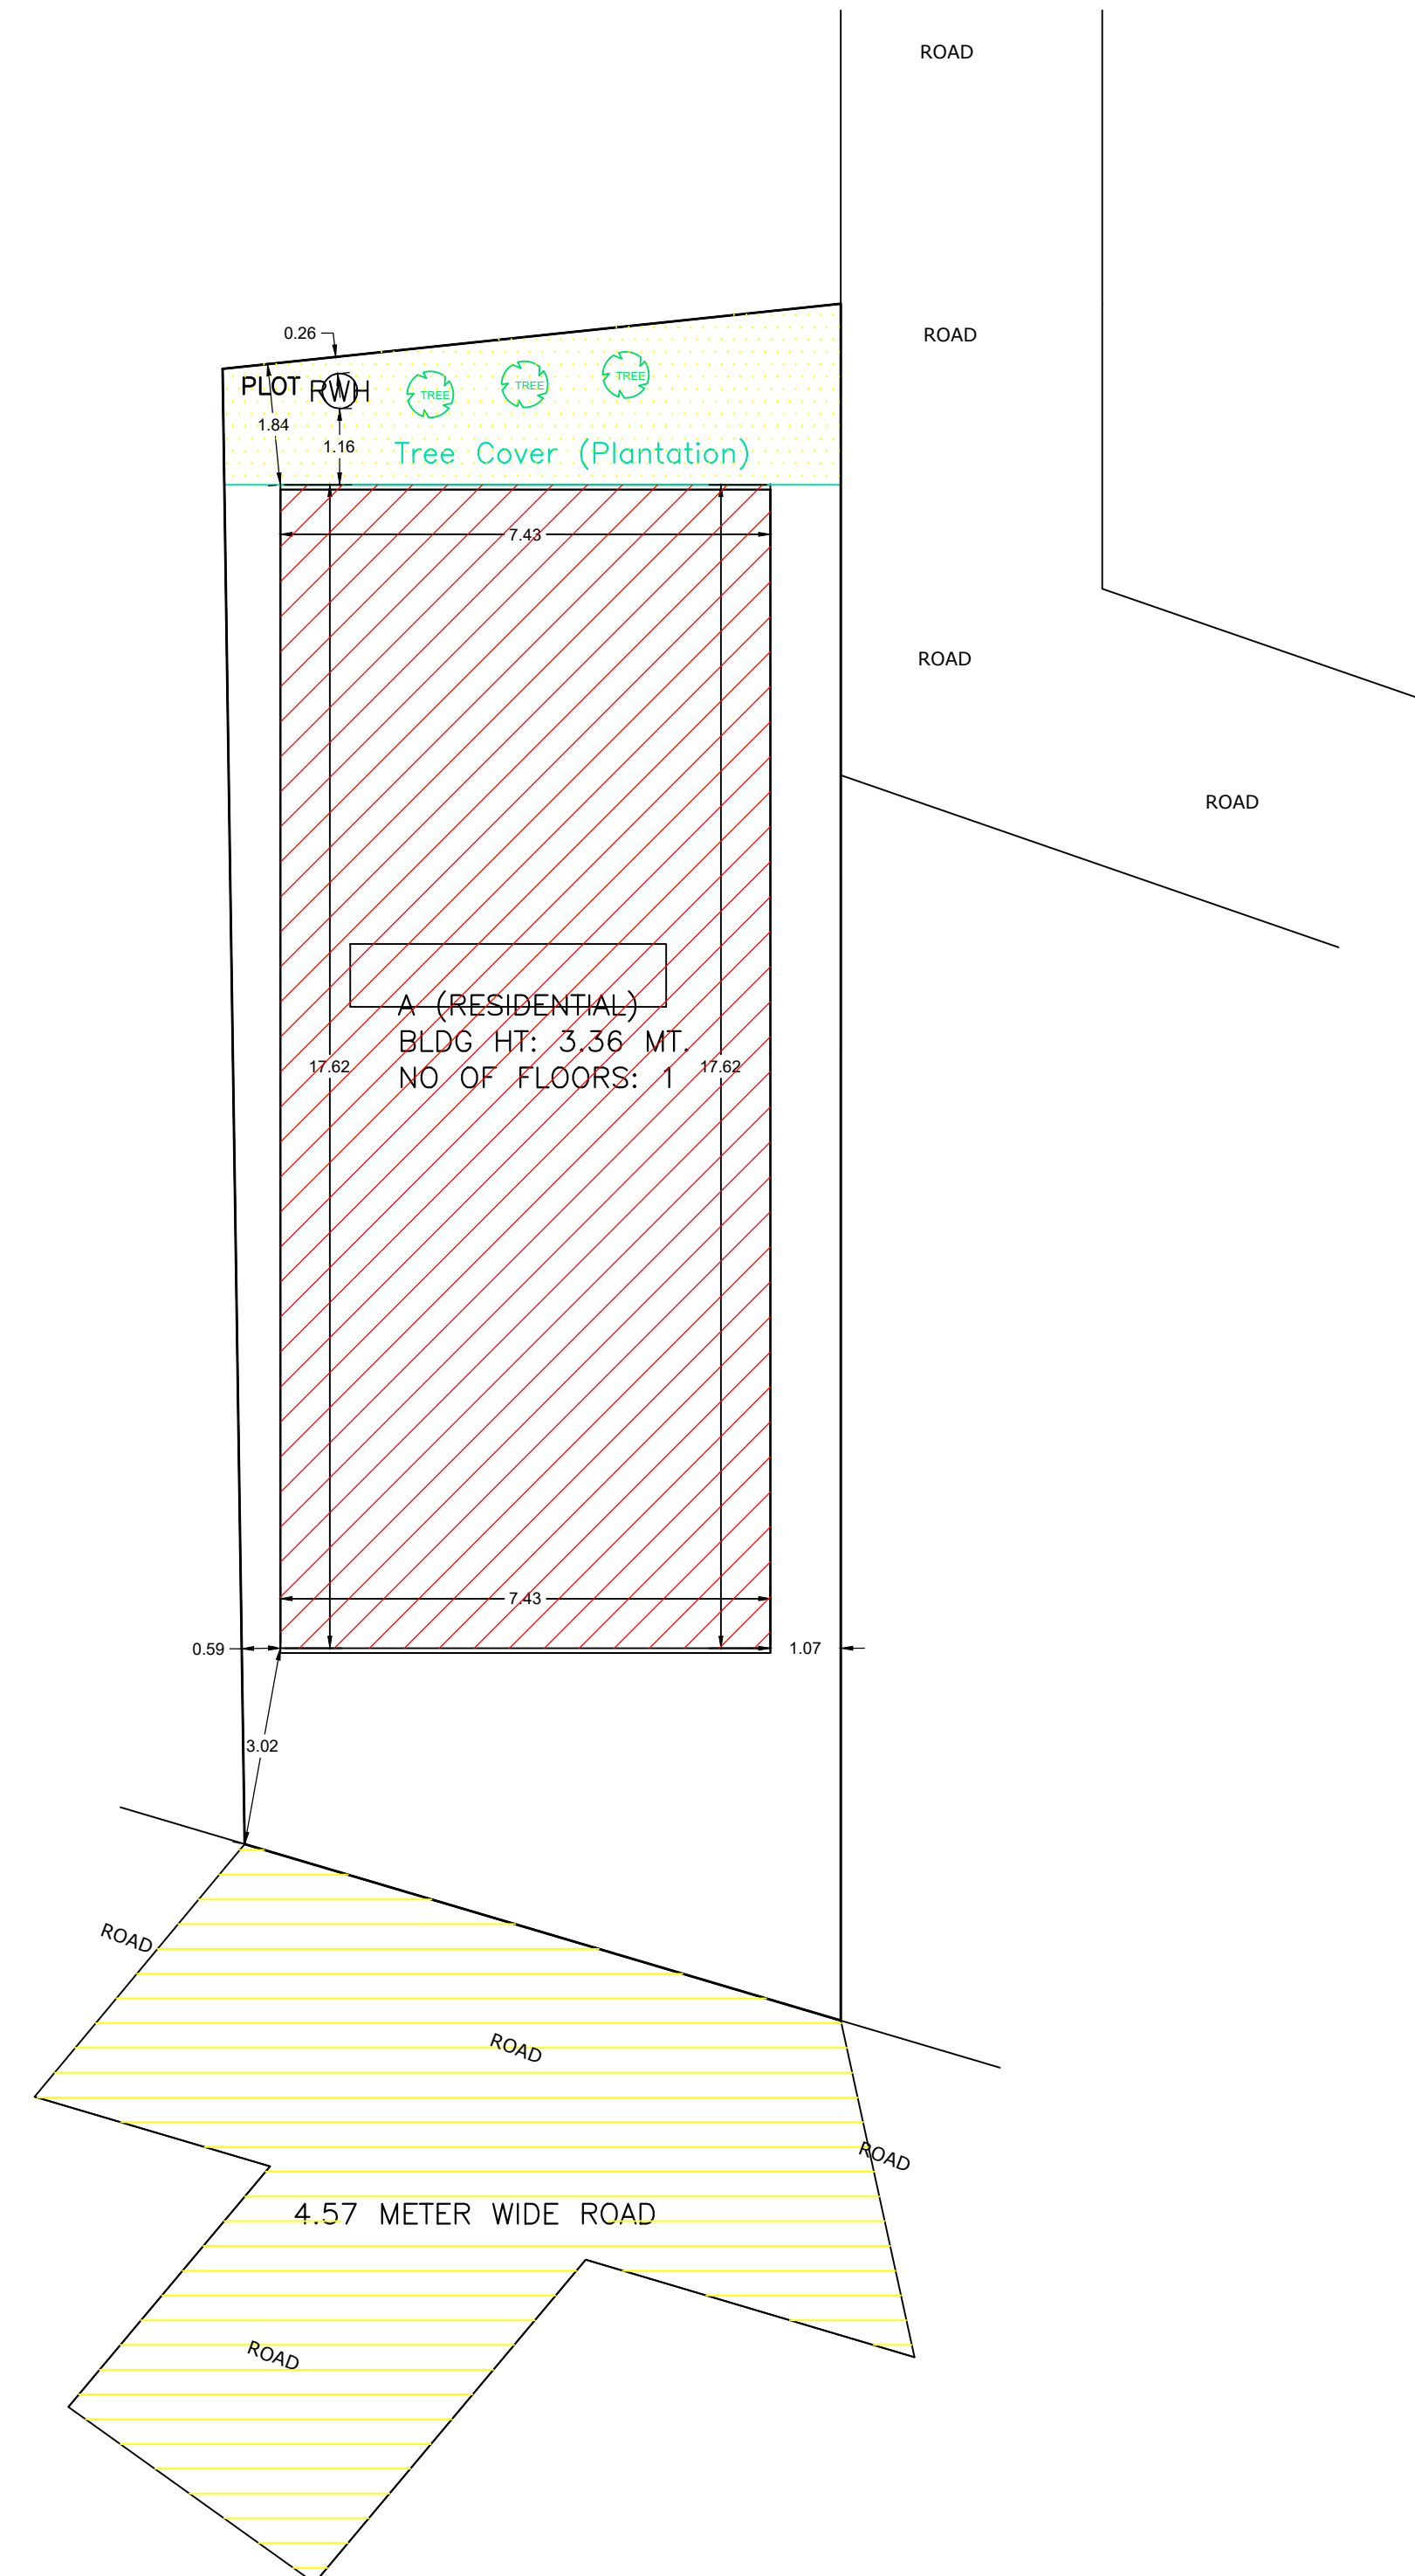 ROAD
ROAD
0.26
PLOT
RWH
TREE
TREE
TREE
1.84
1.16
Tree Cover (Plantation)
7.43
ROAD
ROAD
A (RESIDENTIAL)
BLDG HT: 3.36 MT.
NO OF FLOORS: 1
17.62
17.62
7.43
0.59
1.07
3.02
ROAD
ROAD
ROAD
4.57 METER WIDE ROAD
ROAD